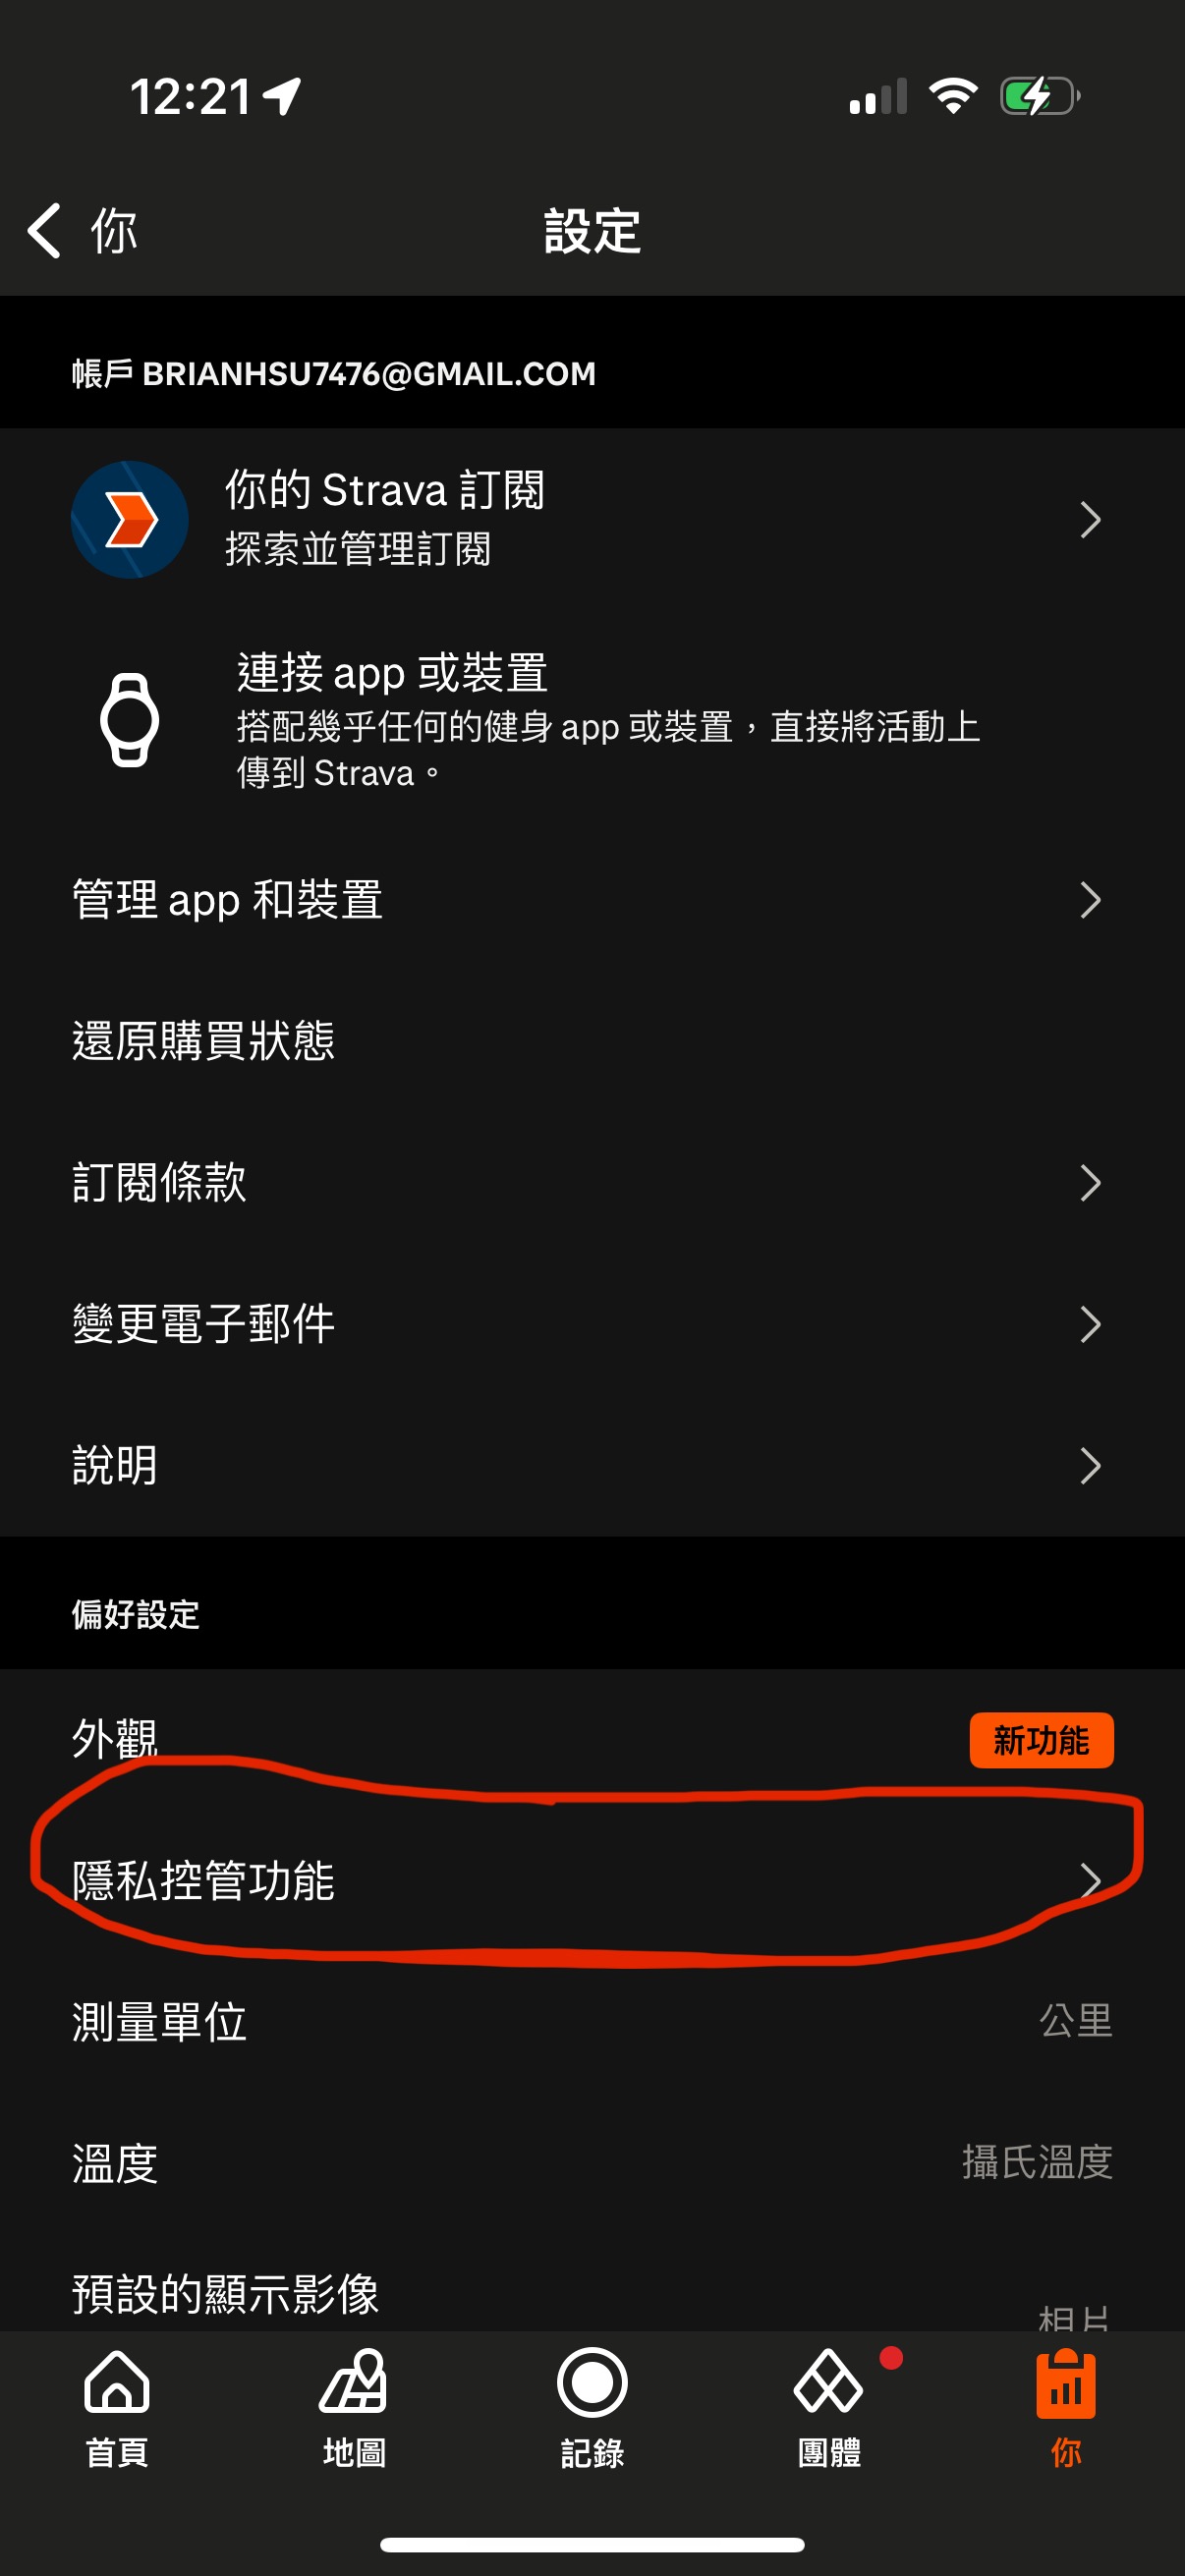 12:21
你
設定
帳戶 BRIANHSU7476@GMAIL.COM
你的 Strava 訂閱
探索並管理訂閱
連接 app 或裝置
搭配幾乎任何的健身 app 或裝置，直接將活動上
傳到 Strava。
管理 app 和裝置
還原購買狀態
訂閱條款
變更電子郵件
說明
偏好設定
外觀
新功能
隱私控管功能
測量單位
公里
溫度
攝氏溫度
預設的顯示影像
相片
首頁
地圖
記錄
團體
你